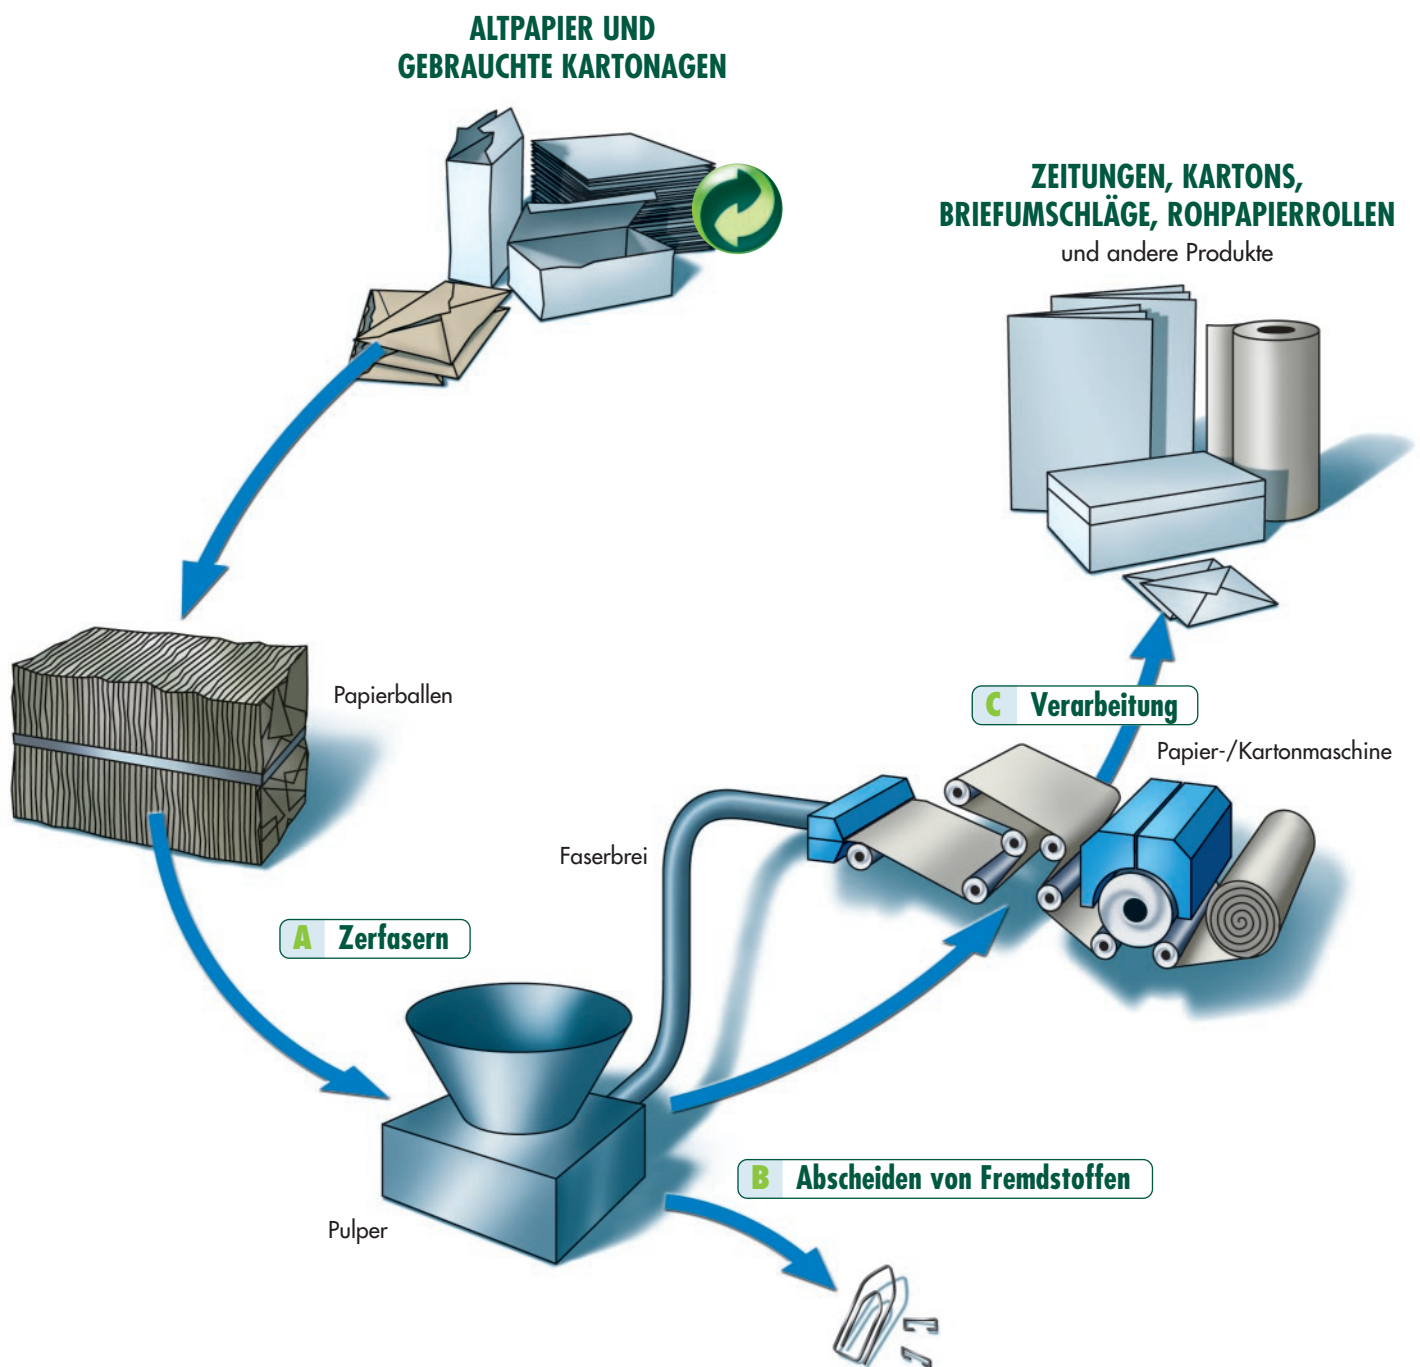 ALTPAPIER UND
GEBRAUCHTE KARTONAGEN
ZEITUNGEN, KARTONS,
BRIEFUMSCHLÄGE, ROHPAPIERROLLEN
und andere Produkte
Papierballen
C Verarbeitung
Papier-/Kartonmaschine
Faserbrei
A Zerfasern
B Abscheiden von Fremdstoffen
Pulper